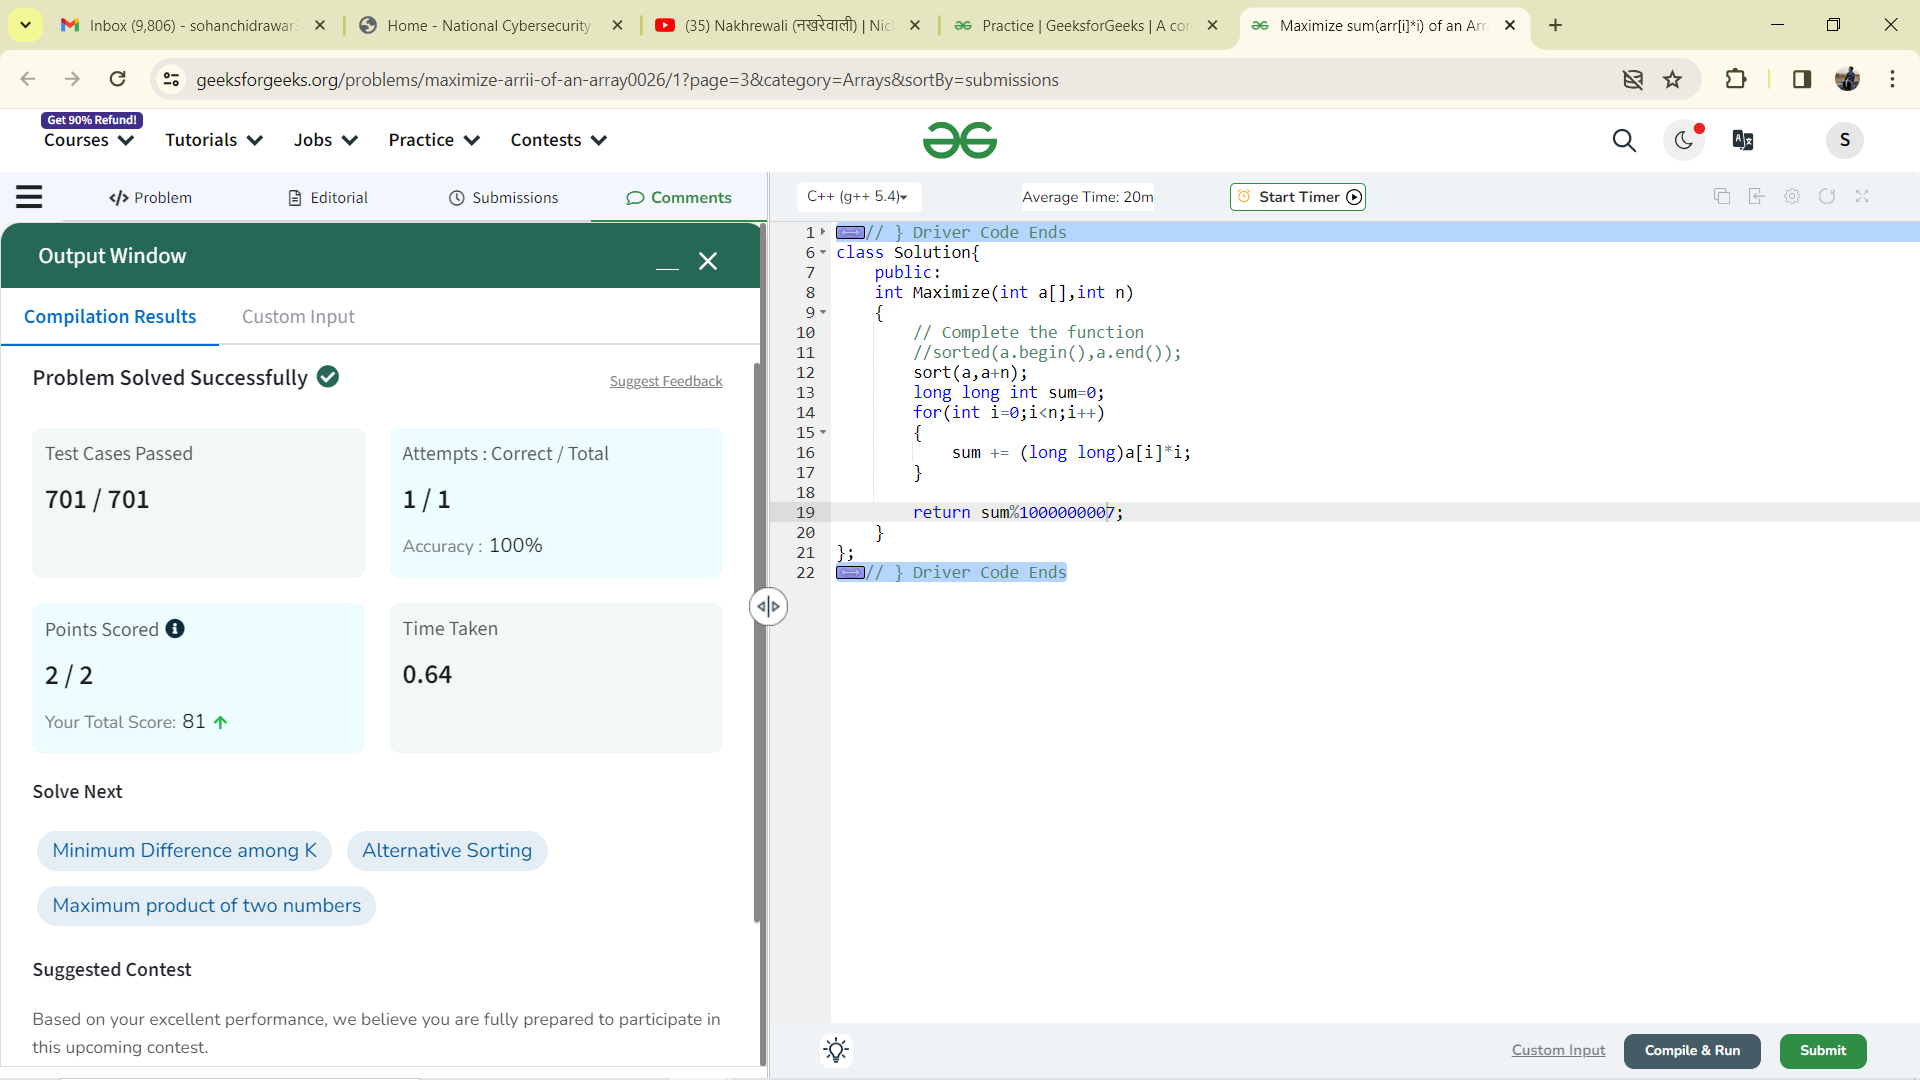 Inbox (9,806) - sohanchidrawar
Home - National Cybersecurity
(35) Nakhrewali (नखरेवाली) | Nic
Practice | GeeksforGeeks | A co
Maximize sum(arr[i]*i) of an Arr
geeksforgeeks.org/problems/maximize-arrii-of-an-array0026/1?page=3&category=Arrays&sortBy=submissions
Get 90% Refund!
Courses Tutorials Jobs Practice Contests
S
Problem Editorial Submissions Comments
C++ (g++ 5.4) Average Time: 20m Start Timer
Output Window
Compilation Results Custom Input
Problem Solved Successfully
Suggest Feedback
Test Cases Passed
701 / 701
Attempts : Correct / Total
1 / 1
Accuracy : 100%
Points Scored
2 / 2
Your Total Score: 81
Time Taken
0.64
Solve Next
Minimum Difference among K
Alternative Sorting
Maximum product of two numbers
Suggested Contest
Based on your excellent performance, we believe you are fully prepared to participate in
this upcoming contest.
1 // } Driver Code Ends
6 class Solution{
7 public:
8 int Maximize(int a[],int n)
9 {
10 // Complete the function
11 //sorted(a.begin(),a.end());
12 sort(a,a+n);
13 long long int sum=0;
14 for(int i=0;i<n;i++)
15 {
16 sum += (long long)a[i]*i;
17 }
18
19 return sum%1000000007;
20 }
21 };
22 // } Driver Code Ends
Custom Input Compile & Run Submit